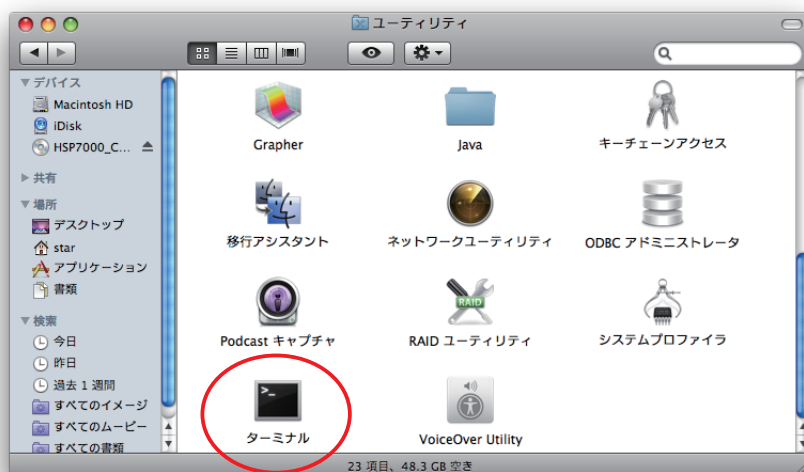 ユーティリティ
デバイス
Macintosh HD
iDisk
HSP7000_C...
共有
場所
デスクトップ
star
アプリケーション
書類
検索
今日
昨日
過去 1 週間
すべてのイメージ
すべてのムービー
すべての書類
Grapher
Java
キーチェーンアクセス
移行アシスタント
ネットワークユーティリティ
ODBC アドミニストレータ
RAID
Podcast キャプチャ
RAID ユーティリティ
システムプロファイラ
>_
ターミナル
VoiceOver Utility
23 項目、48.3 GB 空き